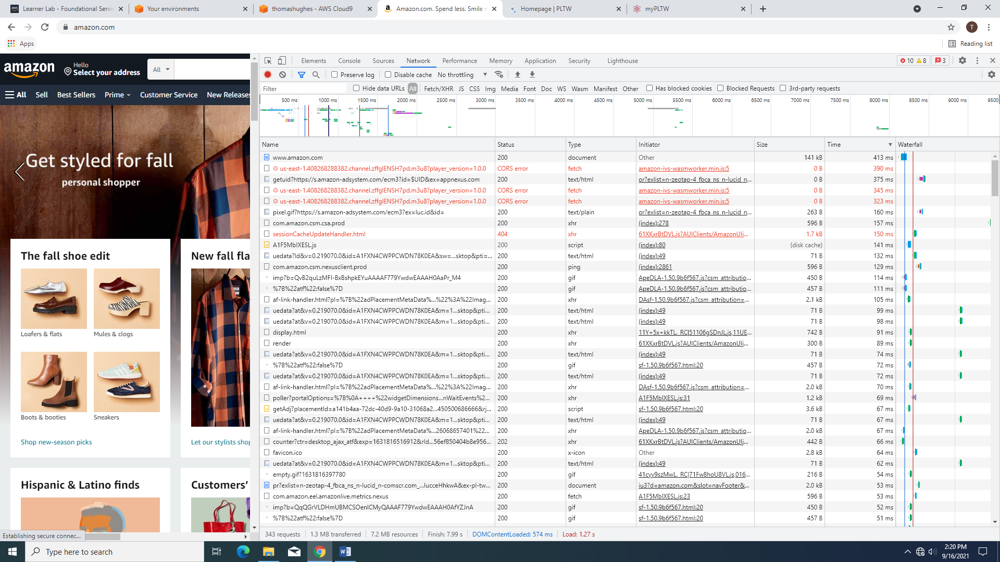 Learner Lab - Foundational Servic
Your environments
thomashughes - AWS Cloud9
Amazon.com. Spend less. Smile n
Homepage | PLTW
myPLTW
amazon.com
T
Apps
Reading list
amazon
Hello
Select your address
All
All
Sell
Best Sellers
Prime
Customer Service
New Releases
Get styled for fall
personal shopper
The fall shoe edit
Loafers & flats
Mules & clogs
Boots & booties
Sneakers
Shop new-season picks
New fall fla
Let our stylists shop
Hispanic & Latino finds
Customers’
Establishing secure connec...
Elements
Console
Sources
Network
Performance
Memory
Application
Security
Lighthouse
10
8
3
Preserve log
Disable cache
No throttling
Filter
Hide data URLs
All
Fetch/XHR
JS
CSS
Img
Media
Font
Doc
WS
Wasm
Manifest
Other
Has blocked cookies
Blocked Requests
3rd-party requests
500 ms 1000 ms 1500 ms 2000 ms 2500 ms 3000 ms 3500 ms 4000 ms 4500 ms 5000 ms 5500 ms 6000 ms 6500 ms 7000 ms 7500 ms 8000 ms 8500 ms 9000 ms 9500
Name Status Type Initiator Size Time Waterfall
www.amazon.com 200 document Other 141 kB 413 ms
us-east-1.408268288382.channel.zffglENSH7pd.m3u8?player_version=1.0.0 CORS error fetch amazon-ivs-wasmworker.min.js:5 0 B 390 ms
getuid?https://s.amazon-adsystem.com/ecm3?id=$UID&ex=appnexus.com 200 text/html pr?exlist=n-zeotap-4_fbca_ns_n-lucid_n... 0 B 375 ms
us-east-1.408268288382.channel.zffglENSH7pd.m3u8?player_version=1.0.0 CORS error fetch amazon-ivs-wasmworker.min.js:5 0 B 345 ms
us-east-1.408268288382.channel.zffglENSH7pd.m3u8?player_version=1.0.0 CORS error fetch amazon-ivs-wasmworker.min.js:5 0 B 323 ms
pixel.gif?https://s.amazon-adsystem.com/ecm3?ex=luc.id&id= 200 text/plain pr?exlist=n-zeotap-4_fbca_ns_n-lucid_n... 263 B 160 ms
com.amazon.csm.csa.prod 200 xhr (index):278 596 B 157 ms
sessionCacheUpdateHandler.html 404 xhr 61XKxrBtDVL.js?AUIClients/AmazonUIj... 1.7 kB 150 ms
A1F5MbIXESL.js 200 script (index):80 (disk cache) 141 ms
uedata?ld&v=0.219070.0&id=A1FXN4CWPPCWDN78K0EA&sw=...sktop&pti=... 200 text/html (index):49 71 B 132 ms
com.amazon.csm.nexusclient.prod 200 ping (index):2861 596 B 129 ms
imp?b=QvB2quLzMFI-BxBshpkEYuAAAAF779YwdwEAAAH0AaPr_M4 200 gif ApeDLA-1.50.9b6f567.js?csm_attributio... 450 B 114 ms
%7B%22atf%22:false%7D 200 gif ApeDLA-1.50.9b6f567.js?csm_attributio... 457 B 111 ms
af-link-handler.html?pl=%7B%22adPlacementMetaData%...%22%3A%22Imag... 200 xhr DAsf-1.50.9b6f567.js?csm_attribution=... 2.1 kB 105 ms
uedata?at&v=0.219070.0&id=A1FXN4CWPPCWDN78K0EA&m=1...sktop&pti... 200 text/html (index):49 71 B 99 ms
uedata?at&v=0.219070.0&id=A1FXN4CWPPCWDN78K0EA&m=1...sktop&pti... 200 text/html (index):49 71 B 98 ms
display.html 200 xhr 11Y+5x+kkTL._RC|51106gSDnJL.js,11UE... 742 B 91 ms
render 200 xhr 61XKxrBtDVL.js?AUIClients/AmazonUIj... 300 B 89 ms
uedata?at&v=0.219070.0&id=A1FXN4CWPPCWDN78K0EA&m=1...sktop&pti... 200 text/html (index):49 71 B 74 ms
%7B%22atf%22:false%7D 200 gif sf-1.50.9b6f567.html:20 457 B 72 ms
uedata?at&v=0.219070.0&id=A1FXN4CWPPCWDN78K0EA&m=1...sktop&pti... 200 text/html (index):49 71 B 72 ms
af-link-handler.html?pl=%7B%22adPlacementMetaData%...%22%3A%22Imag... 200 xhr DAsf-1.50.9b6f567.js?csm_attribution=... 2.0 kB 70 ms
poller?portalOptions=%7B%0A++++%22widgetDimensions...nWaitEvents%2... 200 xhr A1F5MbIXESL.js:31 1.2 kB 69 ms
getAdj?placementId=a141b4aa-72dc-40d9-9a10-31068a2...450500686666&rj... 200 script sf-1.50.9b6f567.html:20 3.6 kB 67 ms
uedata?at&v=0.219070.0&id=A1FXN4CWPPCWDN78K0EA&m=1...sktop&pti... 200 text/html (index):49 71 B 67 ms
af-link-handler.html?pl=%7B%22adPlacementMetaData%...26068657401%22... 200 xhr ApeDLA-1.50.9b6f567.js?csm_attributio... 2.0 kB 67 ms
counter?ctr=desktop_ajax_atf&exp=1631816516912&rId...56ef850404b8e956... 202 xhr 61XKxrBtDVL.js?AUIClients/AmazonUIj... 442 B 66 ms
favicon.ico 200 x-icon Other 2.8 kB 64 ms
uedata?at&v=0.219070.0&id=A1FXN4CWPPCWDN78K0EA&m=1...sktop&pti... 200 text/html (index):49 71 B 62 ms
empty.gif?1631816397780 200 gif 41cyy9szMwL._RC|71Fw8hoU8VL.js,016... 216 B 54 ms
pr?exlist=n-zeotap-4_fbca_ns_n-lucid_n-comscr.com_...lucceHhkwA&ex-pl-tw... 200 document iu3?d=amazon.com&slot=navFooter&... 2.0 kB 53 ms
com.amazon.eel.amazonlive.metrics.nexus 200 fetch A1F5MbIXESL.js:23 596 B 53 ms
imp?b=QqQGrVLDHmUBMCSOenICMyQAAAF779YwdwEAAAH0AfYZJnA 200 gif sf-1.50.9b6f567.html:20 450 B 52 ms
%7B%22atf%22:false%7D 200 gif sf-1.50.9b6f567.html:20 457 B 51 ms
343 requests 1.3 MB transferred 7.2 MB resources Finish: 7.99 s DOMContentLoaded: 574 ms Load: 1.27 s
Type here to search
2:20 PM
9/16/2021